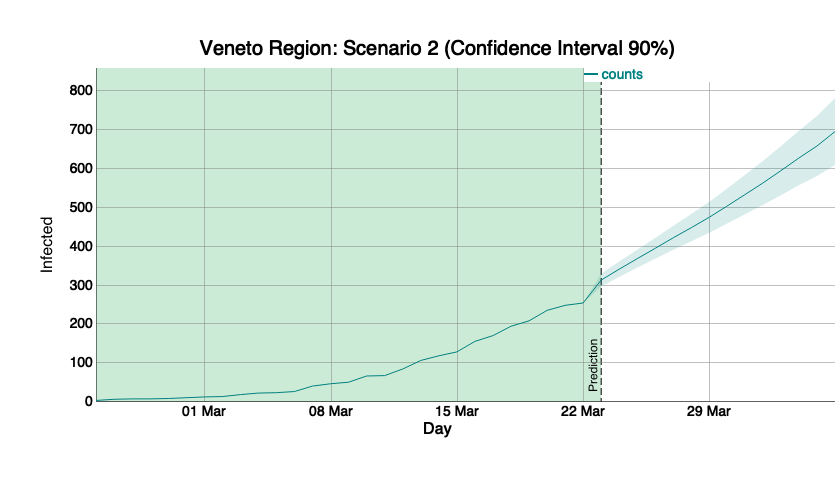 Veneto Region: Scenario 2 (Confidence Interval 90%)
counts
800
700
600
500
400
300
200
100
0
Infected
Prediction
01 Mar
08 Mar
15 Mar
22 Mar
29 Mar
Day